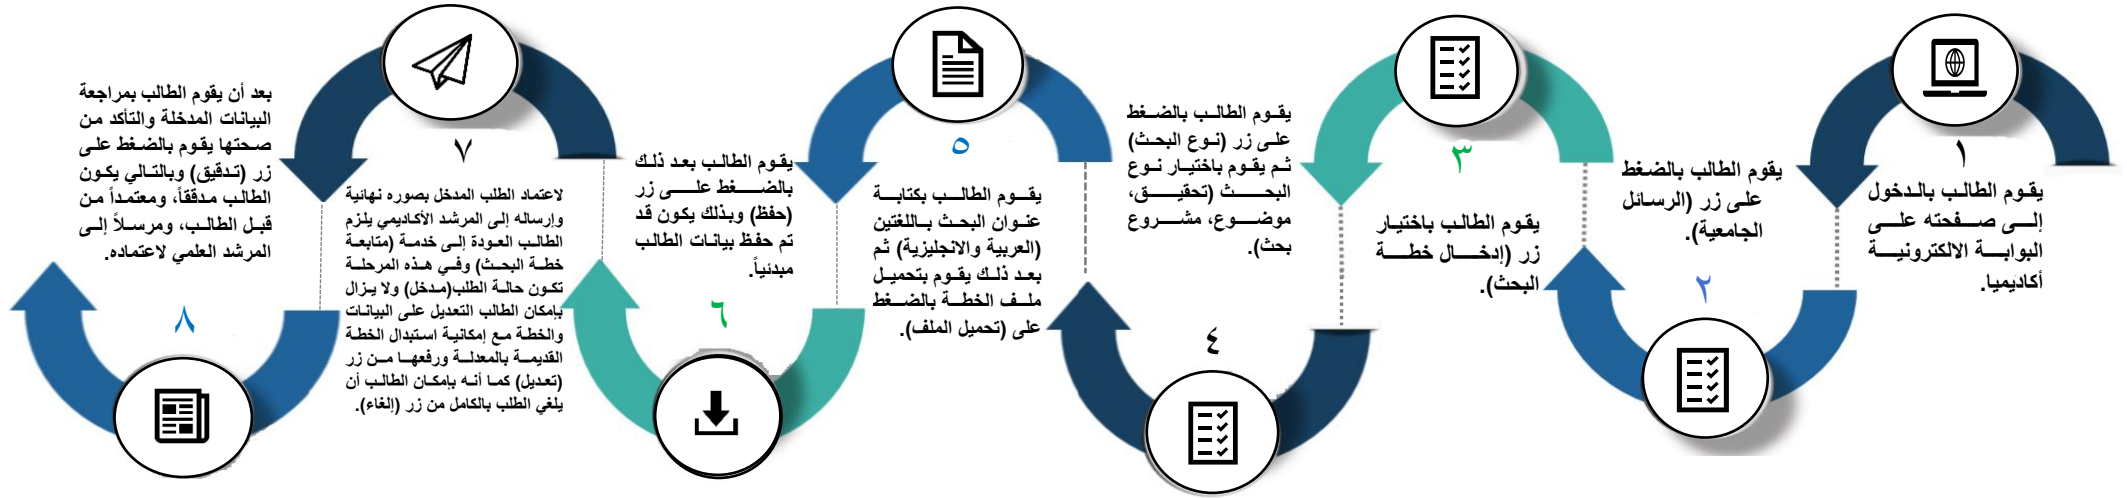 ١
يقوم الطالب بالدخول
إلى صفحته على
البوابة الالكترونية
أكاديميا.
يقوم الطالب بالضغط
على زر (الرسائل
الجامعية).
٢
٣
يقوم الطالب باختيار
زر (إدخال خطة
البحث).
يقوم الطالب بالضغط
على زر (نوع البحث)
ثم يقوم باختيار نوع
البحث (تحقيق،
موضوع، مشروع
بحث).
٤
٥
يقوم الطالب بكتابة
عنوان البحث باللغتين
(العربية والانجليزية) ثم
بعد ذلك يقوم بتحميل
ملف الخطة بالضغط
على (تحميل الملف).
يقوم الطالب بعد ذلك
بالضغط على زر
(حفظ) وبذلك يكون قد
تم حفظ بيانات الطالب
مبدئياً.
٦
٧
لاعتماد الطلب المدخل بصوره نهائية
وإرساله إلى المرشد الأكاديمي يلزم
الطالب العودة إلى خدمة (متابعة
خطة البحث) وفي هذه المرحلة
تكون حالة الطلب(مدخل) ولا يزال
بإمكان الطالب التعديل على البيانات
والخطة مع إمكانية استبدال الخطة
القديمة بالمعدلة ورفعها من زر
(تعديل) كما أنه بإمكان الطالب أن
يلغي الطلب بالكامل من زر (إلغاء).
بعد أن يقوم الطالب بمراجعة
البيانات المدخلة والتأكد من
صحتها يقوم بالضغط على
زر (تدقيق) وبالتالي يكون
الطالب مدققاً، ومعتمداً من
قبل الطالب، ومرسلاً إلى
المرشد العلمي لاعتماده.
٨